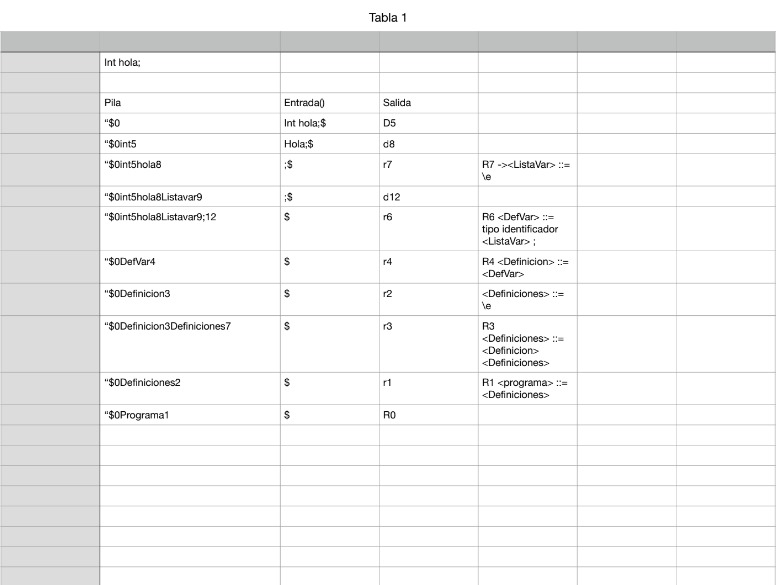 Tabla 1
Int hola;
Pila Entrada() Salida
“$0 Int hola;$ D5
“$0int5 Hola;$ d8
“$0int5hola8 ;$ r7 R7 -><ListaVar> ::=
\e
“$0int5hola8Listavar9 ;$ d12
“$0int5hola8Listavar9;12 $ r6 R6 <DefVar> ::=
tipo identificador
<ListaVar> ;
“$0DefVar4 $ r4 R4 <Definicion> ::=
<DefVar>
“$0Definicion3 $ r2 <Definiciones> ::=
\e
“$0Definicion3Definiciones7 $ r3 R3
<Definiciones> ::=
<Definicion>
<Definiciones>
“$0Definiciones2 $ r1 R1 <programa> ::=
<Definiciones>
“$0Programa1 $ R0